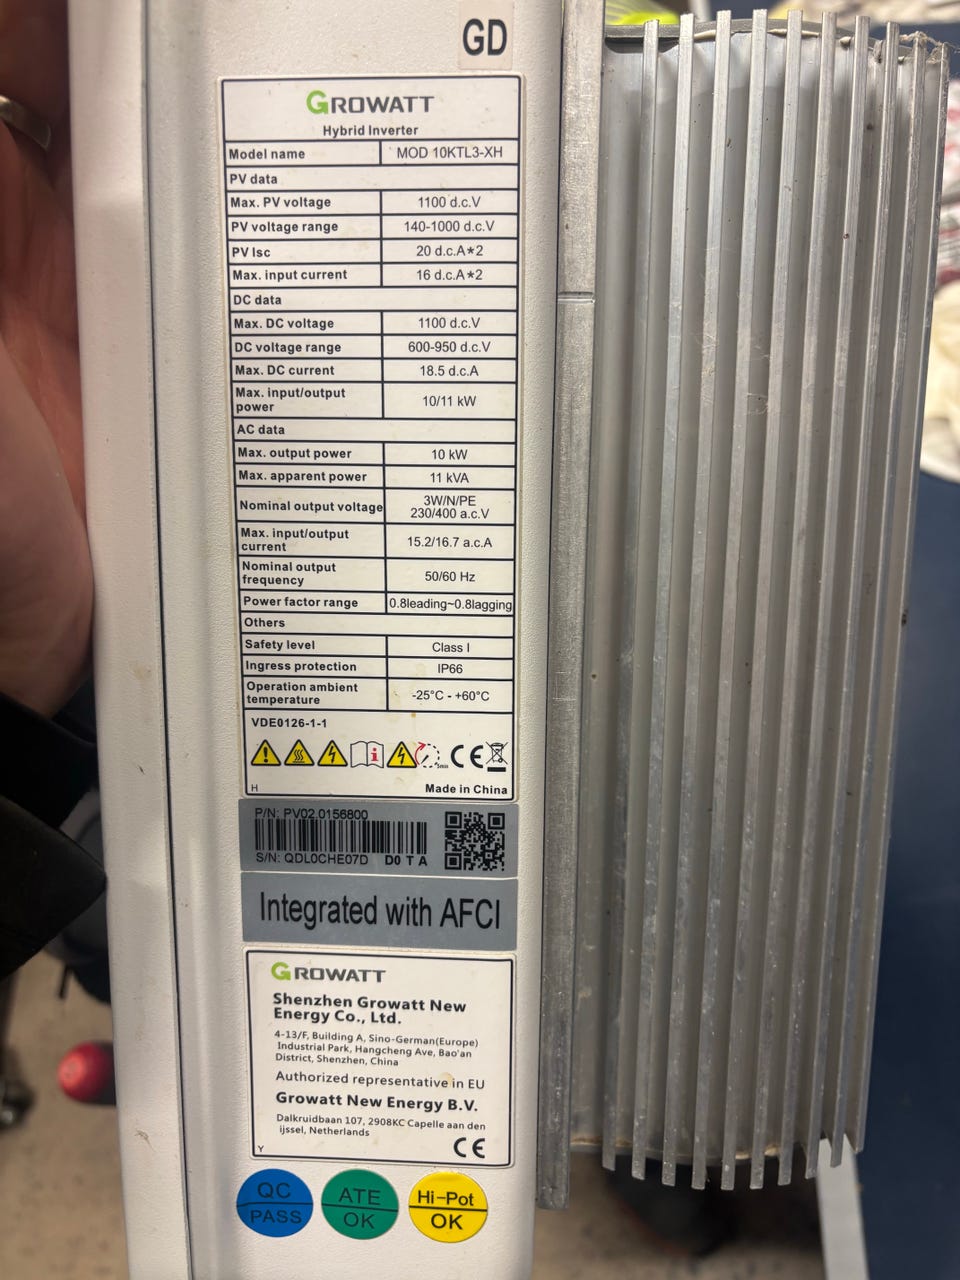 GD
GROWATT
Hybrid Inverter
Model name MOD 10KTL3-XH
PV data
Max. PV voltage 1100 d.c.V
PV voltage range 140-1000 d.c.V
PV Isc 20 d.c.A*2
Max. input current 16 d.c.A*2
DC data
Max. DC voltage 1100 d.c.V
DC voltage range 600-950 d.c.V
Max. DC current 18.5 d.c.A
Max. input/output power 10/11 kW
AC data
Max. output power 10 kW
Max. apparent power 11 kVA
Nominal output voltage 3W/N/PE 230/400 a.c.V
Max. input/output current 15.2/16.7 a.c.A
Nominal output frequency 50/60 Hz
Power factor range 0.8leading~0.8lagging
Others
Safety level Class I
Ingress protection IP66
Operation ambient temperature -25°C - +60°C
VDE0126-1-1
5min CE
H Made in China
P/N: PV02.0156800
S/N: QDL0CHE07D D0 T A
Integrated with AFCI
GROWATT
Shenzhen Growatt New
Energy Co., Ltd.
4-13/F, Building A, Sino-German(Europe)
Industrial Park, Hangcheng Ave, Bao'an
District, Shenzhen, China
Authorized representative in EU
Growatt New Energy B.V.
Dalkruidbaan 107, 2908KC Capelle aan den
ijssel, Netherlands
Y CE
QC
PASS
ATE
OK
Hi-Pot
OK